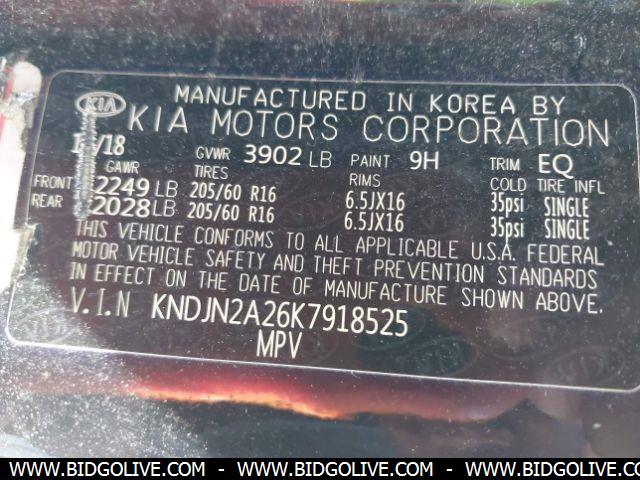 KIA MANUFACTURED IN KOREA BY
KIA MOTORS CORPORATION
/18 GVWR 3902 LB PAINT 9H TRIM EQ
GAWR TIRES RIMS COLD TIRE INFL
FRONT 2249 LB 205/60 R16 6.5JX16 35psi SINGLE
REAR 2028 LB 205/60 R16 6.5JX16 35psi SINGLE
THIS VEHICLE CONFORMS TO ALL APPLICABLE U.S.A. FEDERAL
MOTOR VEHICLE SAFETY AND THEFT PREVENTION STANDARDS
IN EFFECT ON THE DATE OF MANUFACTURE SHOWN ABOVE.
V.I.N KNDJN2A26K7918525
MPV
WWW.BIDGOLIVE.COM - WWW.BIDGOLIVE.COM - WWW.BIDGOLIVE.COM